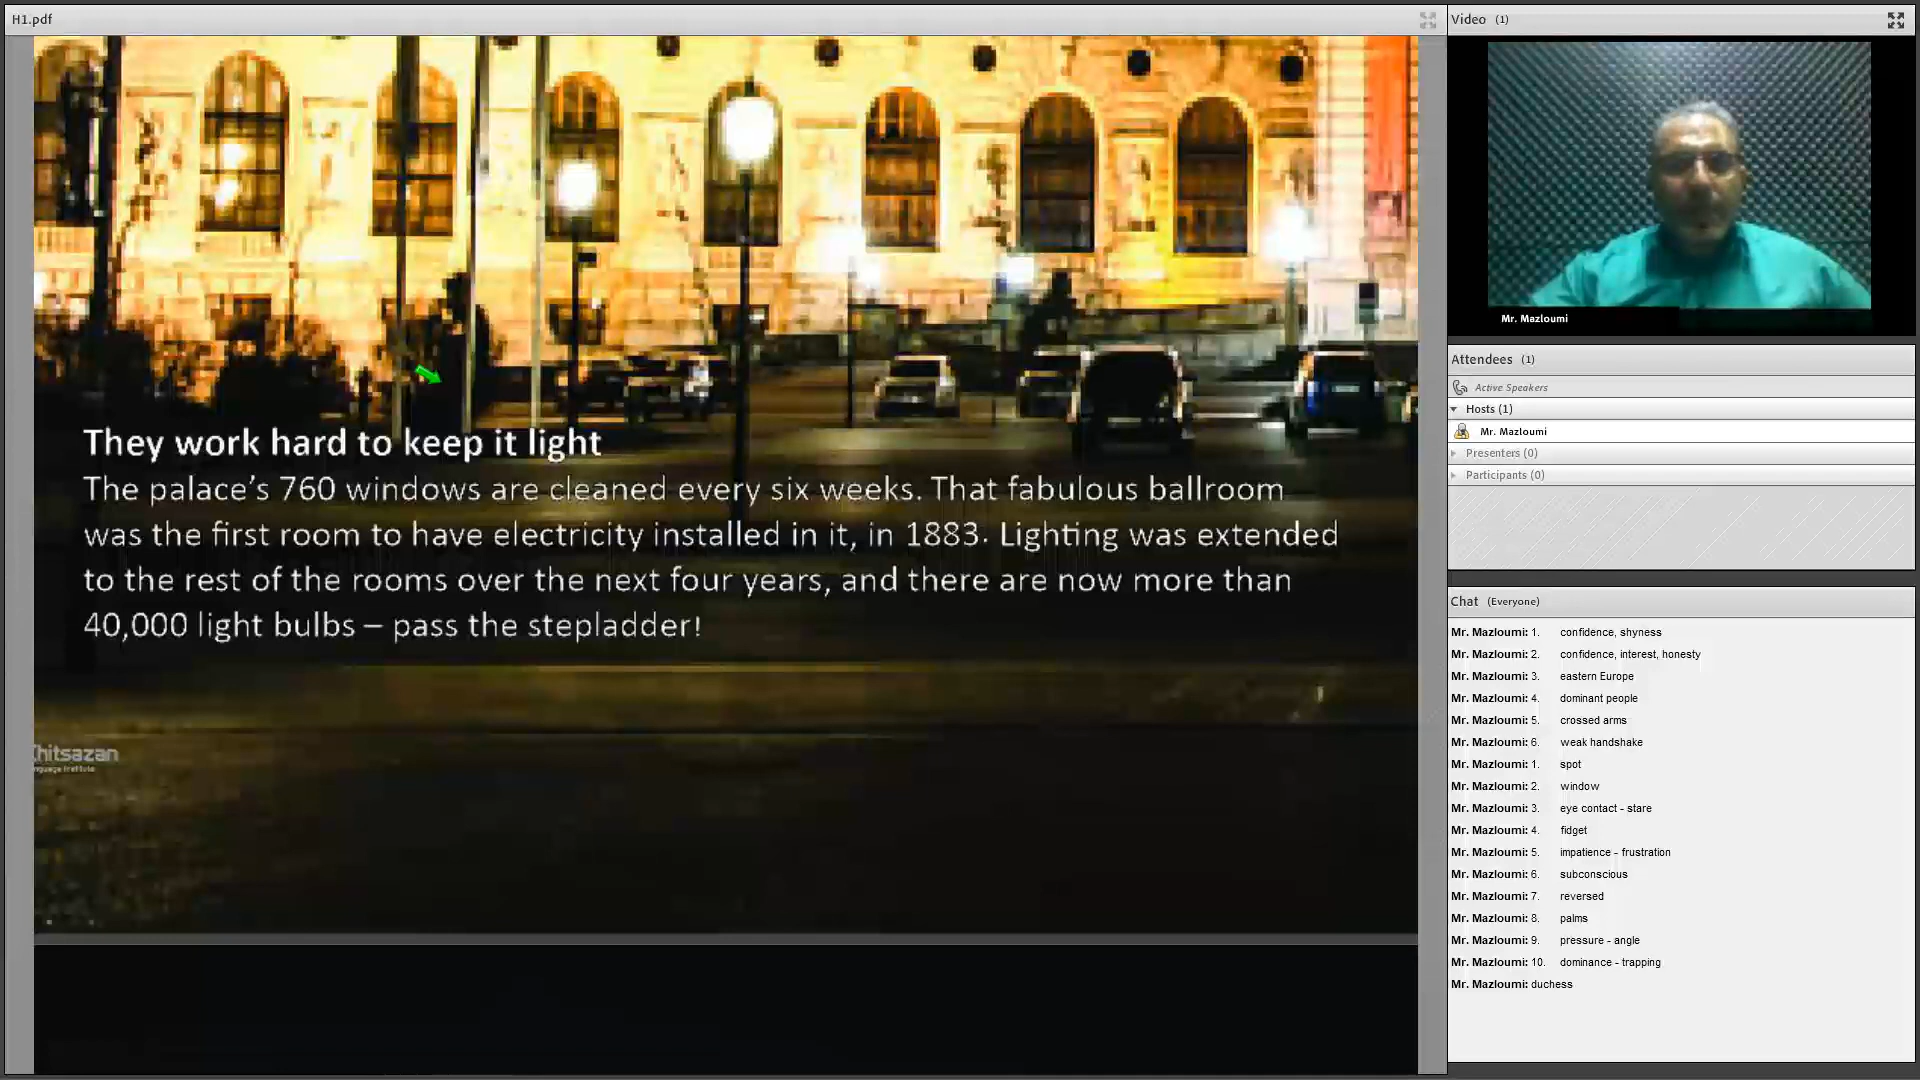 H1.pdf
They work hard to keep it light
The palace's 760 windows are cleaned every six weeks. That fabulous ballroom
was the first room to have electricity installed in it, in 1883. Lighting was extended
to the rest of the rooms over the next four years, and there are now more than
40,000 light bulbs – pass the stepladder!
Khitsazan
Video (1)
Mr. Mazloumi
Attendees (1)
Active Speakers
Hosts (1)
Mr. Mazloumi
Presenters (0)
Participants (0)
Chat (Everyone)
Mr. Mazloumi: 1. confidence, shyness
Mr. Mazloumi: 2. confidence, interest, honesty
Mr. Mazloumi: 3. eastern Europe
Mr. Mazloumi: 4. dominant people
Mr. Mazloumi: 5. crossed arms
Mr. Mazloumi: 6. weak handshake
Mr. Mazloumi: 1. spot
Mr. Mazloumi: 2. window
Mr. Mazloumi: 3. eye contact - stare
Mr. Mazloumi: 4. fidget
Mr. Mazloumi: 5. impatience - frustration
Mr. Mazloumi: 6. subconscious
Mr. Mazloumi: 7. reversed
Mr. Mazloumi: 8. palms
Mr. Mazloumi: 9. pressure - angle
Mr. Mazloumi: 10. dominance - trapping
Mr. Mazloumi: duchess